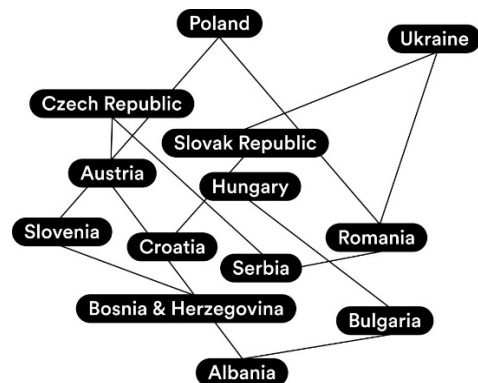 Poland
Ukraine
Czech Republic
Slovak Republic
Austria
Hungary
Slovenia
Croatia
Romania
Serbia
Bosnia & Herzegovina
Bulgaria
Albania